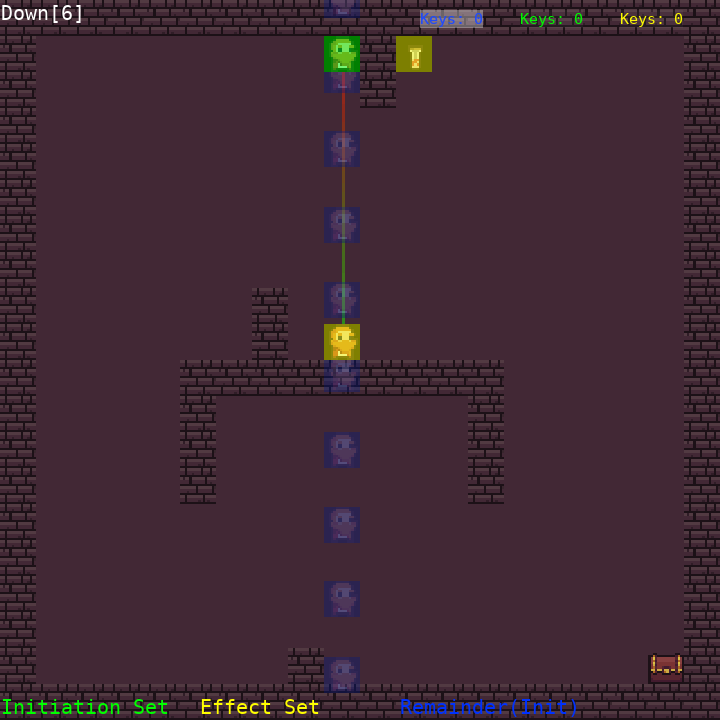 Down[6]
Keys: 0 Keys: 0 Keys: 0
Initiation Set Effect Set Remainder(Init)